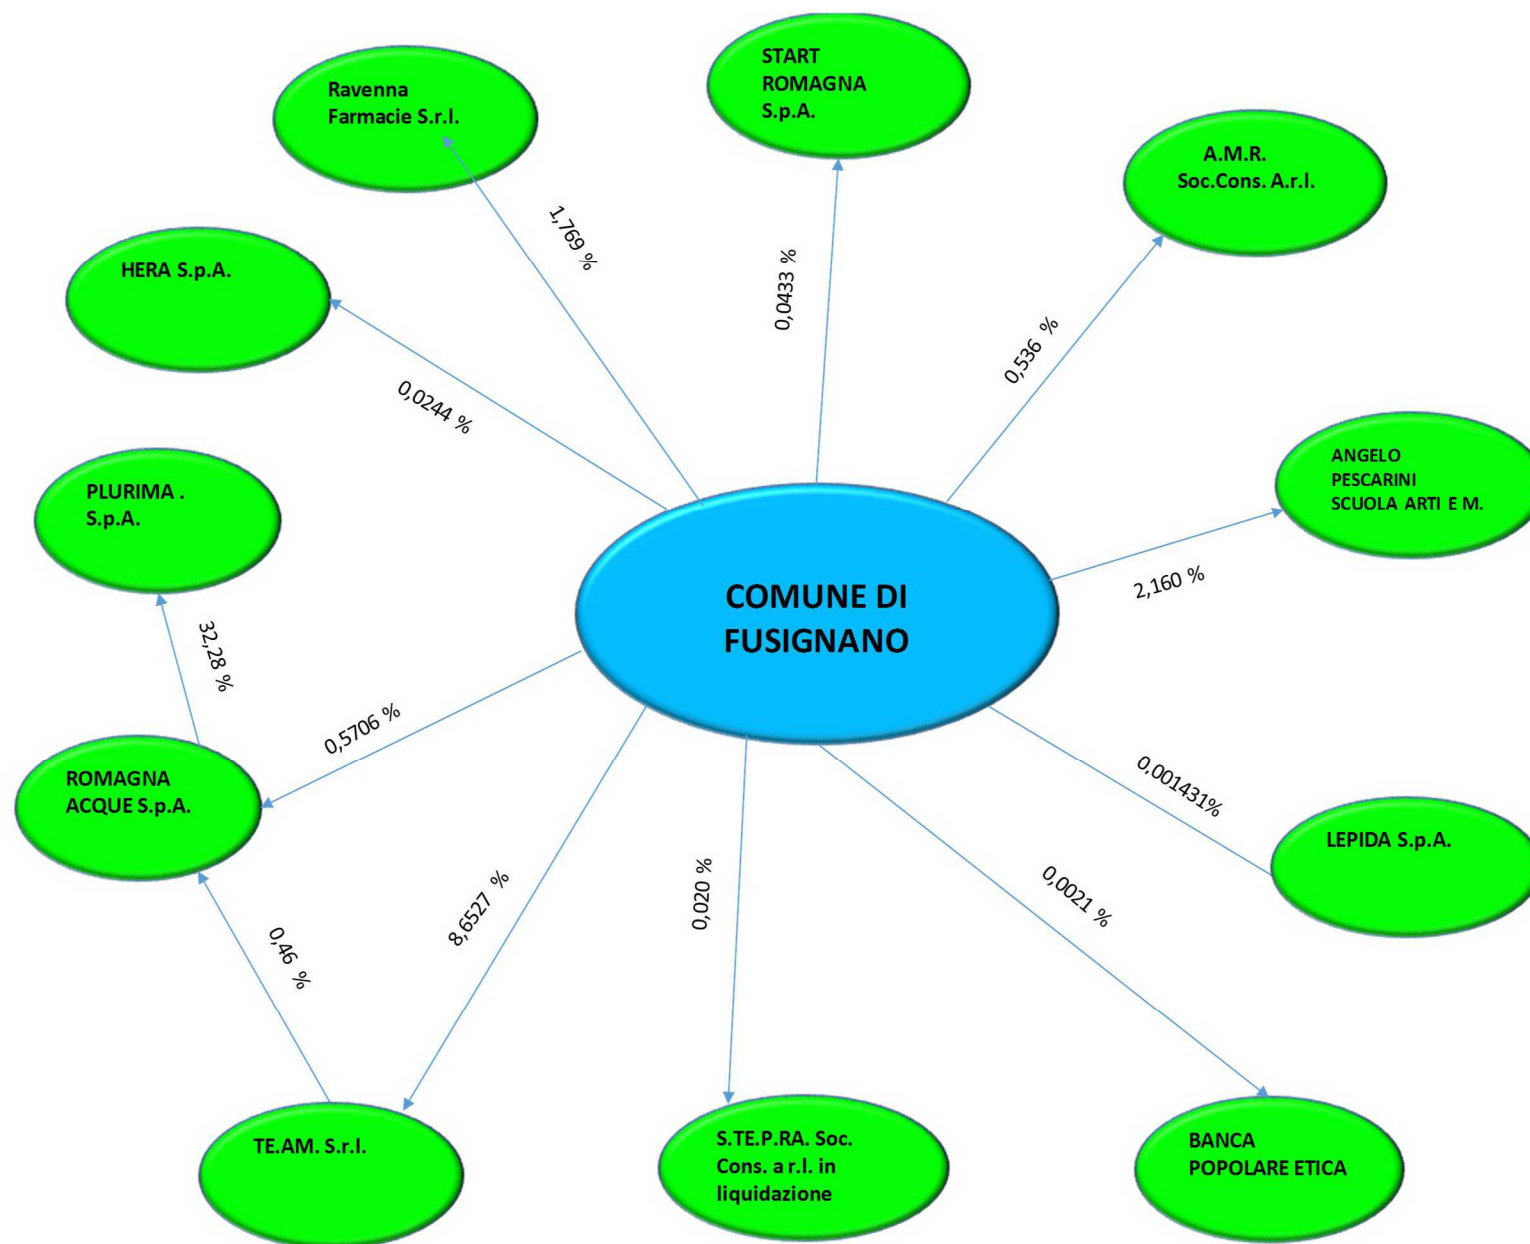 START
ROMAGNA
S.p.A.
Ravenna
Farmacie S.r.l.
A.M.R.
Soc.Cons. A.r.l.
1,769 %
0,0433 %
HERA S.p.A.
0,536 %
0,0244 %
ANGELO
PESCARINI
SCUOLA ARTI E M.
PLURIMA .
S.p.A.
2,160 %
COMUNE DI
FUSIGNANO
32,28 %
0,5706 %
ROMAGNA
ACQUE S.p.A.
0,001431%
LEPIDA S.p.A.
0,46 %
8,6527 %
0,020 %
0,0021 %
TE.AM. S.r.l.
S.TE.P.RA. Soc.
Cons. a r.l. in
liquidazione
BANCA
POPOLARE ETICA